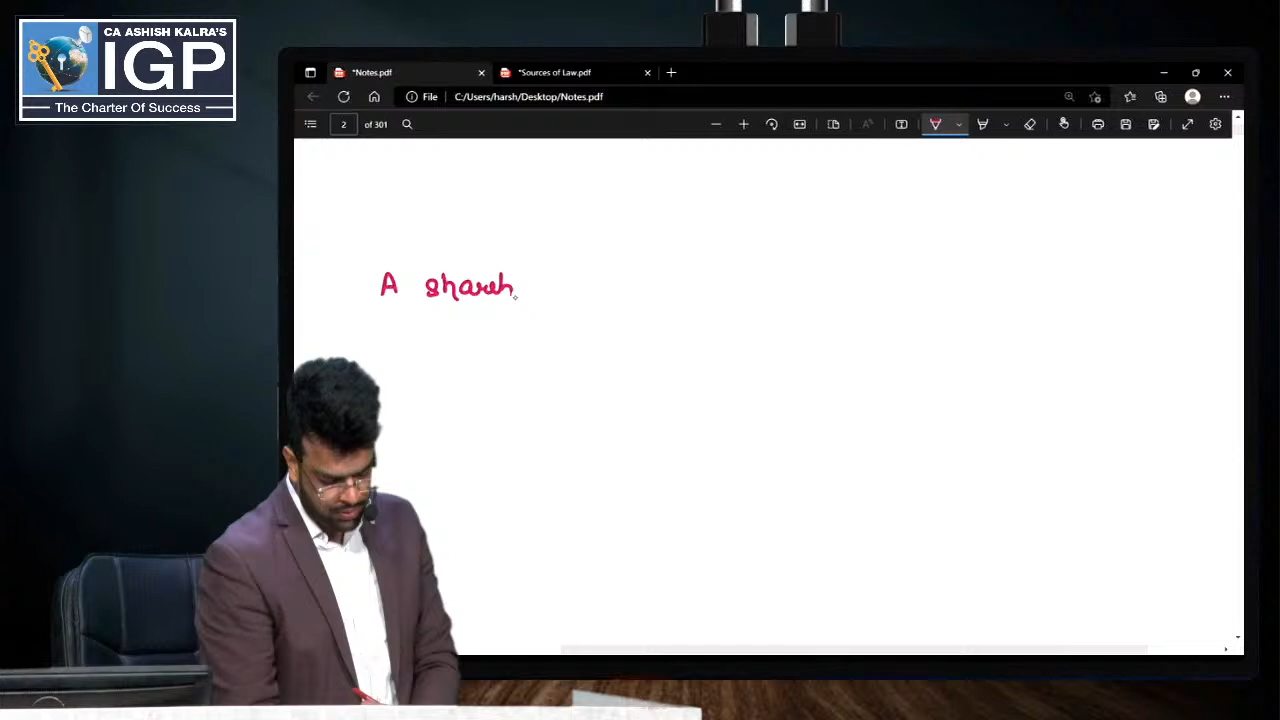 CA ASHISH KALRA'S
IGP
The Charter Of Success
*Notes.pdf
*Sources of Law.pdf
File
C:/Users/harsh/Desktop/Notes.pdf
2 of 301
A shareh